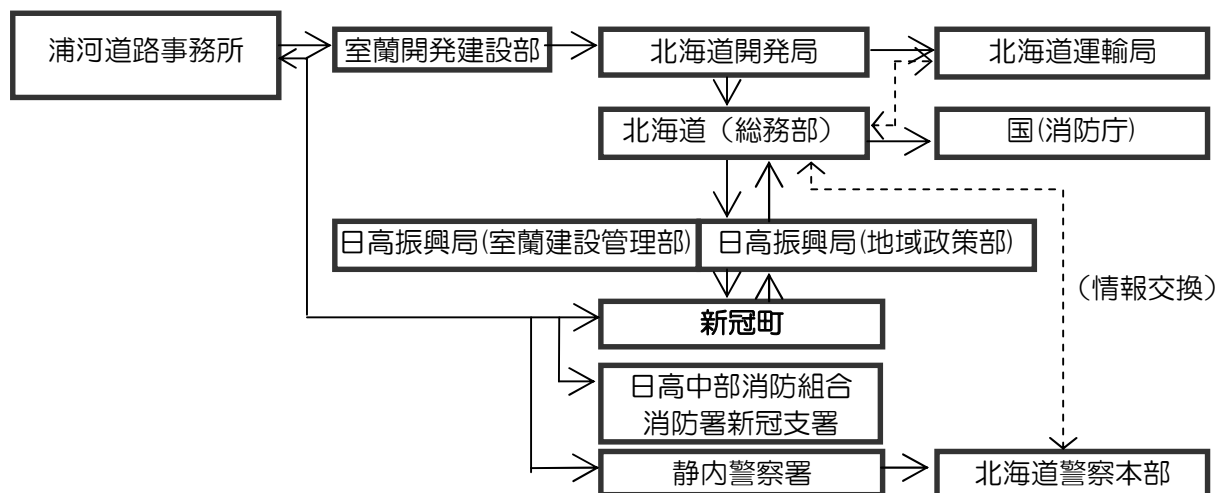 浦河道路事務所
室蘭開発建設部
北海道開発局
北海道運輸局
北海道（総務部）
国(消防庁)
日高振興局(室蘭建設管理部)
日高振興局(地域政策部)
（情報交換）
新冠町
日高中部消防組合
消防署新冠支署
静内警察署
北海道警察本部